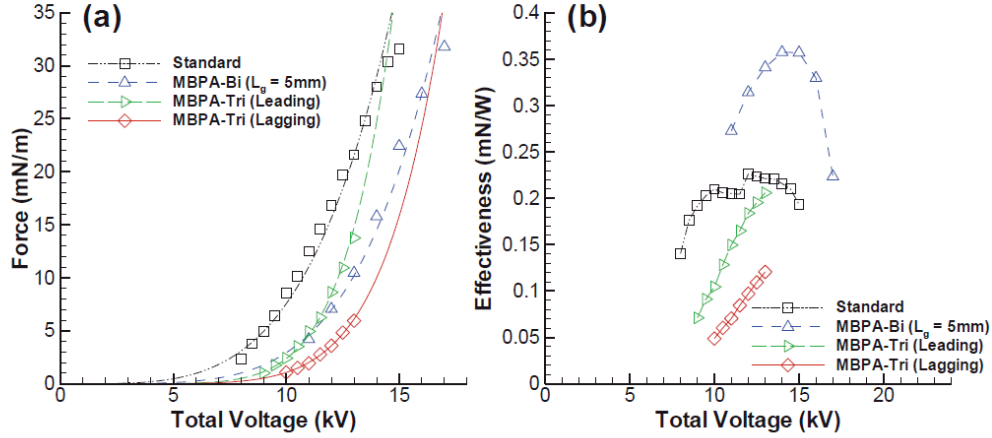 (a)
35
30
25
20
15
10
5
0
Force (mN/m)
Standard
MBPA-Bi (Lg = 5mm)
MBPA-Tri (Leading)
MBPA-Tri (Lagging)
0 5 10 15
Total Voltage (kV)
(b)
0.4
0.35
0.3
0.25
0.2
0.15
0.1
0.05
0
Effectiveness (mN/W)
Standard
MBPA-Bi (Lg = 5mm)
MBPA-Tri (Leading)
MBPA-Tri (Lagging)
0 5 10 15 20
Total Voltage (kV)